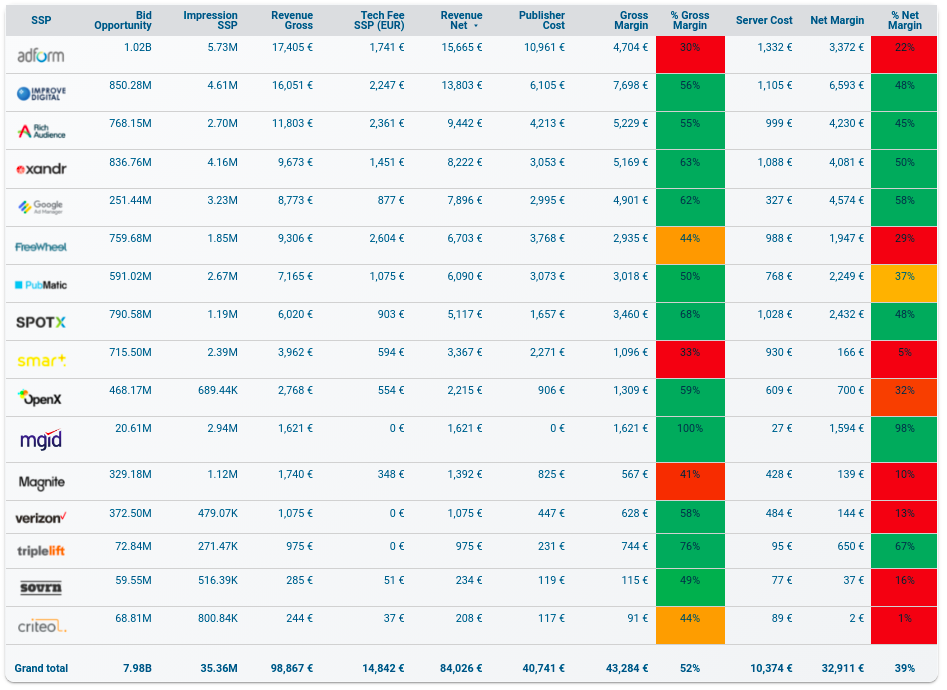 SSP Bid Opportunity Impression SSP Revenue Gross Tech Fee SSP (EUR) Revenue Net Publisher Cost Gross Margin % Gross Margin Server Cost Net Margin % Net Margin
adform 1.02B 5.73M 17,405 € 1,741 € 15,665 € 10,961 € 4,704 € 30% 1,332 € 3,372 € 22%
IMPROVE DIGITAL 850.28M 4.61M 16,051 € 2,247 € 13,803 € 6,105 € 7,698 € 56% 1,105 € 6,593 € 48%
Rich Audience 768.15M 2.70M 11,803 € 2,361 € 9,442 € 4,213 € 5,229 € 55% 999 € 4,230 € 45%
xandr 836.76M 4.16M 9,673 € 1,451 € 8,222 € 3,053 € 5,169 € 63% 1,088 € 4,081 € 50%
Google Ad Manager 251.44M 3.23M 8,773 € 877 € 7,896 € 2,995 € 4,901 € 62% 327 € 4,574 € 58%
FreeWheel 759.68M 1.85M 9,306 € 2,604 € 6,703 € 3,768 € 2,935 € 44% 988 € 1,947 € 29%
PubMatic 591.02M 2.67M 7,165 € 1,075 € 6,090 € 3,073 € 3,018 € 50% 768 € 2,249 € 37%
SPOTX 790.58M 1.19M 6,020 € 903 € 5,117 € 1,657 € 3,460 € 68% 1,028 € 2,432 € 48%
smart 715.50M 2.39M 3,962 € 594 € 3,367 € 2,271 € 1,096 € 33% 930 € 166 € 5%
OpenX 468.17M 689.44K 2,768 € 554 € 2,215 € 906 € 1,309 € 59% 609 € 700 € 32%
mgid 20.61M 2.94M 1,621 € 0 € 1,621 € 0 € 1,621 € 100% 27 € 1,594 € 98%
Magnite 329.18M 1.12M 1,740 € 348 € 1,392 € 825 € 567 € 41% 428 € 139 € 10%
verizon 372.50M 479.07K 1,075 € 0 € 1,075 € 447 € 628 € 58% 484 € 144 € 13%
triplelift 72.84M 271.47K 975 € 0 € 975 € 231 € 744 € 76% 95 € 650 € 67%
sovrn 59.55M 516.39K 285 € 51 € 234 € 119 € 115 € 49% 77 € 37 € 16%
criteo 68.81M 800.84K 244 € 37 € 208 € 117 € 91 € 44% 89 € 2 € 1%
Grand total 7.98B 35.36M 98,867 € 14,842 € 84,026 € 40,741 € 43,284 € 52% 10,374 € 32,911 € 39%